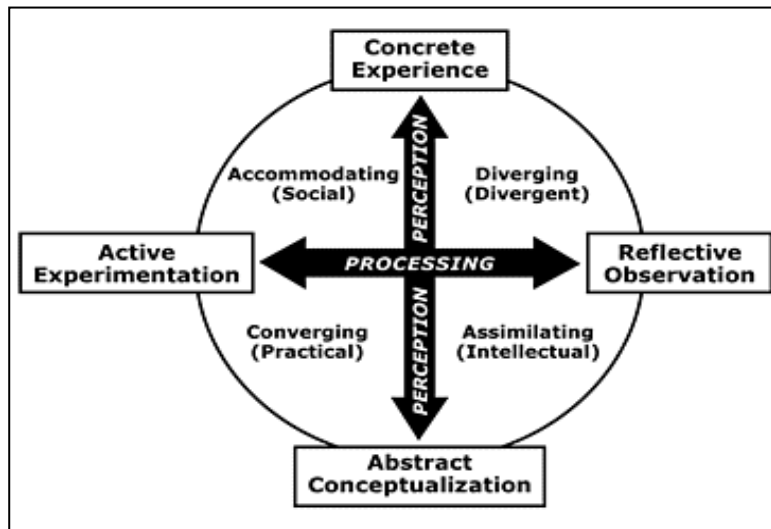 Concrete
Experience
Accommodating
(Social)
PERCEPTION
Diverging
(Divergent)
Active
Experimentation
PROCESSING
Reflective
Observation
Converging
(Practical)
PERCEPTION
Assimilating
(Intellectual)
Abstract
Conceptualization